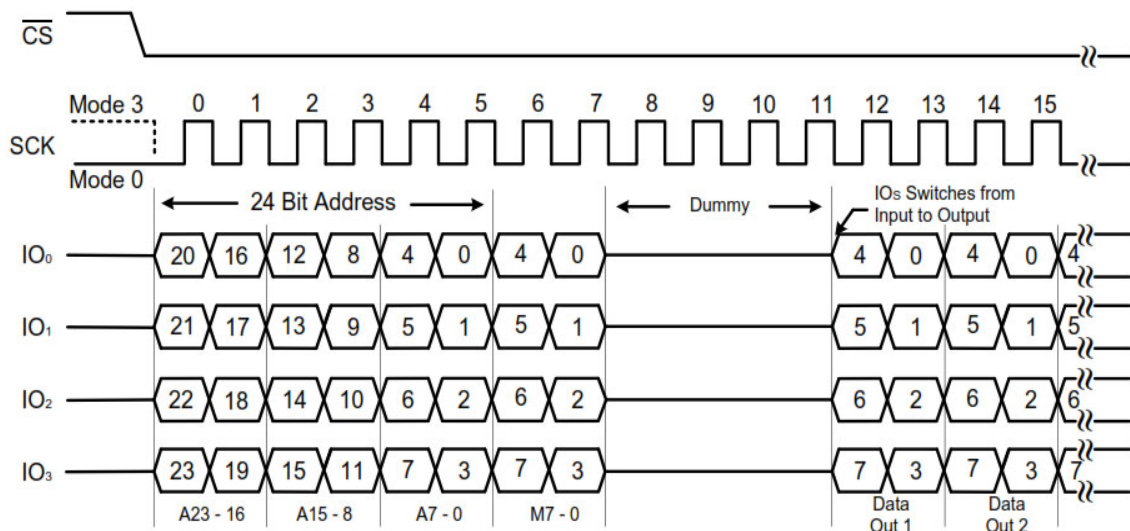 CS
Mode 3 0 1 2 3 4 5 6 7 8 9 10 11 12 13 14 15
SCK
Mode 0
24 Bit Address Dummy IOs Switches from
Input to Output
IO₀ 20 16 12 8 4 0 4 0 4 0 4 0 4
IO₁ 21 17 13 9 5 1 5 1 5 1 5 1 5
IO₂ 22 18 14 10 6 2 6 2 6 2 6 2 6
IO₃ 23 19 15 11 7 3 7 3 7 3 7 3 7
A23 - 16 A15 - 8 A7 - 0 M7 - 0 Data Out 1 Data Out 2